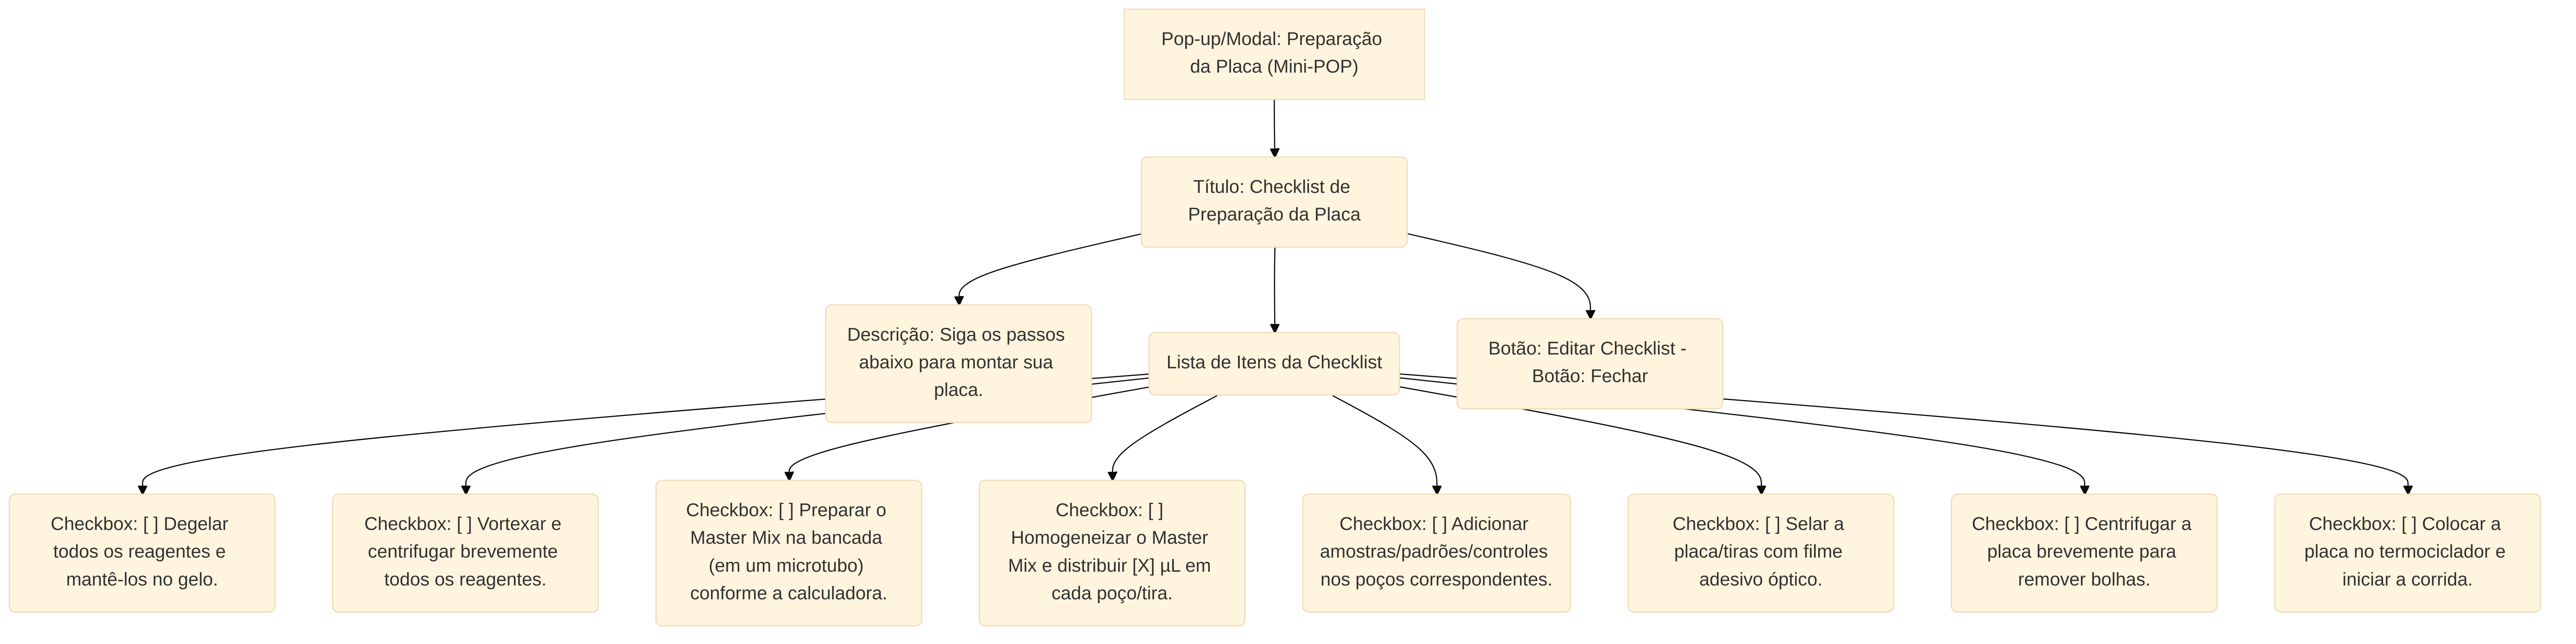 Pop-up/Modal: Preparação
da Placa (Mini-POP)
Título: Checklist de
Preparação da Placa
Descrição: Siga os passos
abaixo para montar sua
placa.
Lista de Itens da Checklist
Botão: Editar Checklist -
Botão: Fechar
Checkbox: [ ] Degelar
todos os reagentes e
mantê-los no gelo.
Checkbox: [ ] Vortexar e
centrifugar brevemente
todos os reagentes.
Checkbox: [ ] Preparar o
Master Mix na bancada
(em um microtubo)
conforme a calculadora.
Checkbox: [ ]
Homogeneizar o Master
Mix e distribuir [X] µL em
cada poço/tira.
Checkbox: [ ] Adicionar
amostras/padrões/controles
nos poços correspondentes.
Checkbox: [ ] Selar a
placa/tiras com filme
adesivo óptico.
Checkbox: [ ] Centrifugar a
placa brevemente para
remover bolhas.
Checkbox: [ ] Colocar a
placa no termociclador e
iniciar a corrida.